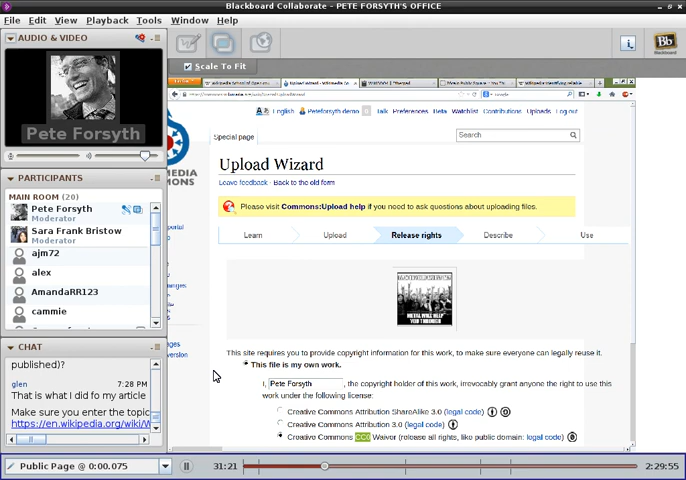 Blackboard Collaborate - PETE FORSYTH'S OFFICE
File Edit View Playback Tools Window Help
AUDIO & VIDEO
Pete Forsyth
Scale To Fit
i
Bb
PARTICIPANTS
MAIN ROOM (20)
Pete Forsyth
Moderator
Sara Frank Bristow
Moderator
ajm72
alex
AmandaRR123
cammie
CHAT
published)?
glen 7:28 PM
That is what I did fo my article
Make sure you enter the topic
https://en.wikipedia.org/wiki/W
English Peteforsyth demo Talk Preferences Beta Watchlist Contributions Uploads Log out
MEDIA
MONS
Special page
Search
Upload Wizard
Leave feedback · Back to the old form
Please visit Commons:Upload help if you need to ask questions about uploading files.
Learn Upload Release rights Describe Use
This site requires you to provide copyright information for this work, to make sure everyone can legally reuse it.
This file is my own work.
I, Pete Forsyth , the copyright holder of this work, irrevocably grant anyone the right to use this
work under the following license:
Creative Commons Attribution ShareAlike 3.0 (legal code)
Creative Commons Attribution 3.0 (legal code)
Creative Commons CC0 Waiver (release all rights, like public domain: legal code)
portal
anges
ges
version
Public Page @ 0:00.075
31:21
2:29:55